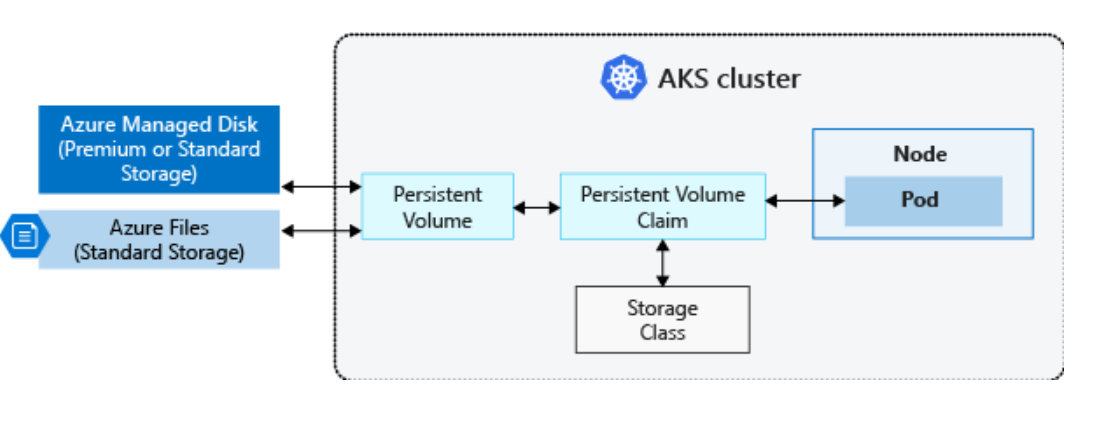 AKS cluster
Azure Managed Disk
(Premium or Standard
Storage)
Azure Files
(Standard Storage)
Persistent
Volume
Persistent Volume
Claim
Storage
Class
Node
Pod